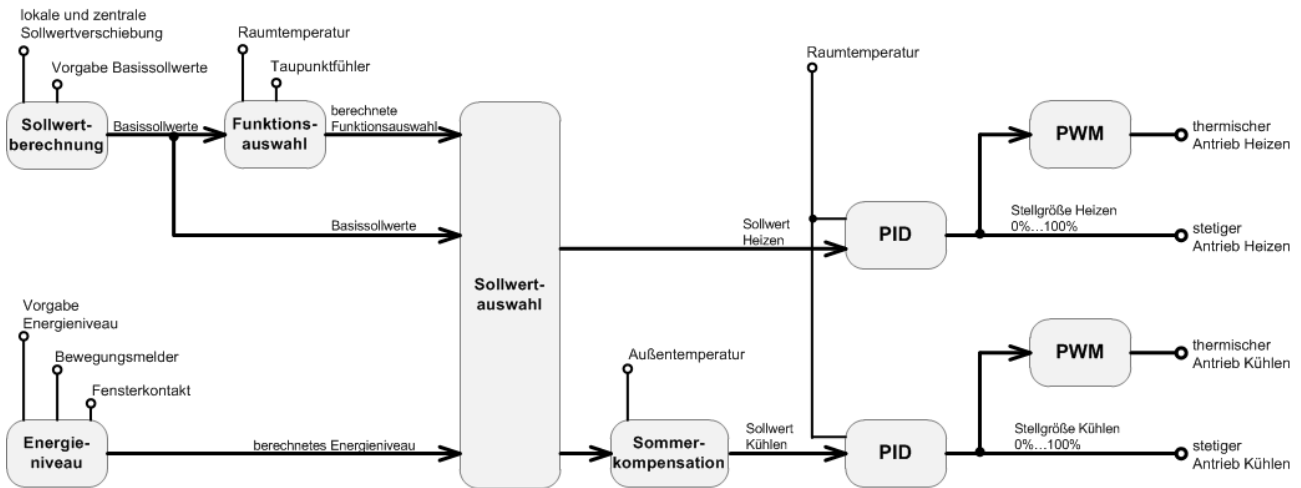 lokale und zentrale
Sollwertverschiebung
Vorgabe Basissollwerte
Sollwert-
berechnung
Basissollwerte
Raumtemperatur
Taupunktfühler
Funktions-
auswahl
berechnete
Funktionsauswahl
Basissollwerte
Vorgabe
Energieniveau
Bewegungsmelder
Fensterkontakt
Energie-
niveau
berechnetes Energieniveau
Sollwert-
auswahl
Sollwert
Heizen
Raumtemperatur
PID
PWM
thermischer
Antrieb Heizen
Stellgröße Heizen
0%...100%
stetiger
Antrieb Heizen
Außentemperatur
Sommer-
kompensation
Sollwert
Kühlen
PID
PWM
thermischer
Antrieb Kühlen
Stellgröße Kühlen
0%...100%
stetiger
Antrieb Kühlen